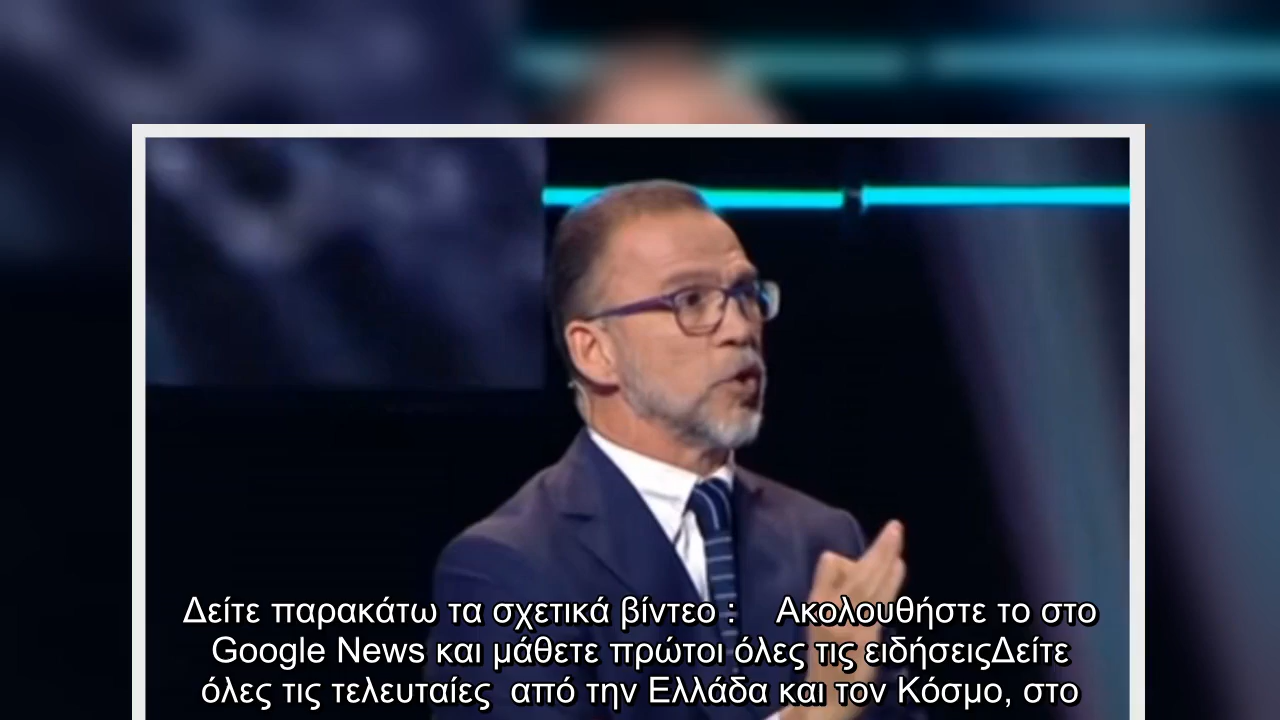 Δείτε παρακάτω τα σχετικά βίντεο :    Ακολουθήστε το στο
Google News και μάθετε πρώτοι όλες τις ειδήσειςΔείτε
όλες τις τελευταίες  από την Ελλάδα και τον Κόσμο, στο